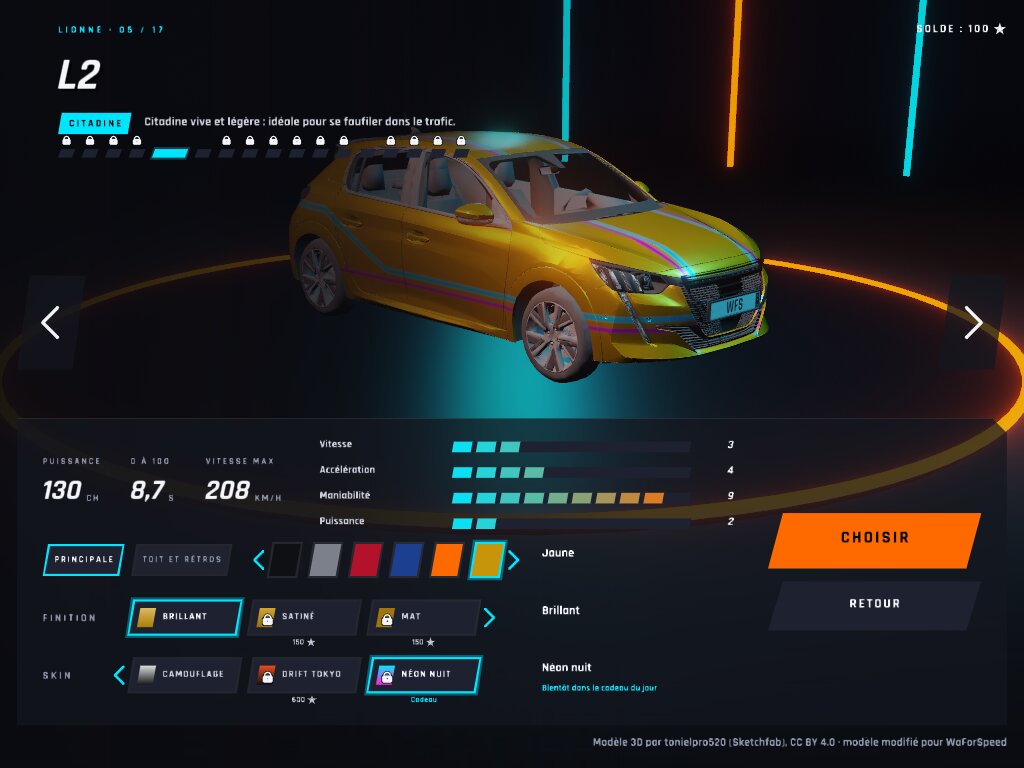 LIONNE · 05 / 17
SOLDE : 100 ★
L2
CITADINE
Citadine vive et légère : idéale pour se faufiler dans le trafic.
WFS
PUISSANCE
0 À 100
VITESSE MAX
130 CH
8,7 S
208 KM/H
Vitesse 3
Accélération 4
Maniabilité 9
Puissance 2
PRINCIPALE
TOIT ET RÉTROS
Jaune
CHOISIR
RETOUR
FINITION
BRILLANT
SATINÉ
MAT
Brillant
150 ★
150 ★
SKIN
CAMOUFLAGE
DRIFT TOKYO
NÉON NUIT
Néon nuit
Bientôt dans le cadeau du jour
600 ★
Cadeau
Modèle 3D par tonielpro520 (Sketchfab), CC BY 4.0 · modèle modifié pour WaForSpeed